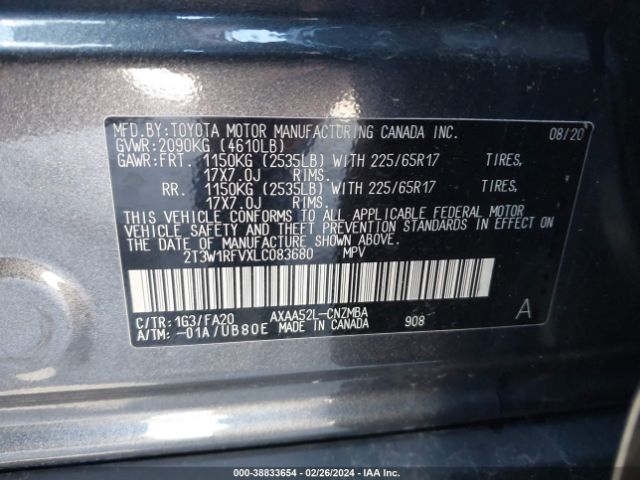 MFD.BY:TOYOTA MOTOR MANUFACTURING CANADA INC. 08/20
GVWR:2090KG (4610LB)
GAWR:FRT. 1150KG (2535LB) WITH 225/65R17 TIRES,
17X7.0J RIMS.
RR. 1150KG (2535LB) WITH 225/65R17 TIRES,
17X7.0J RIMS.
THIS VEHICLE CONFORMS TO ALL APPLICABLE FEDERAL MOTOR
VEHICLE SAFETY AND THEFT PREVENTION STANDARDS IN EFFECT ON
THE DATE OF MANUFACTURE SHOWN ABOVE.
2T3W1RFVXLC083680 MPV
C/TR:1G3/FA20 AXAA52L-CNZMBA 908 A
A/TM:-01A/UB80E MADE IN CANADA
000-38833654 - 02/26/2024 - IAA Inc.